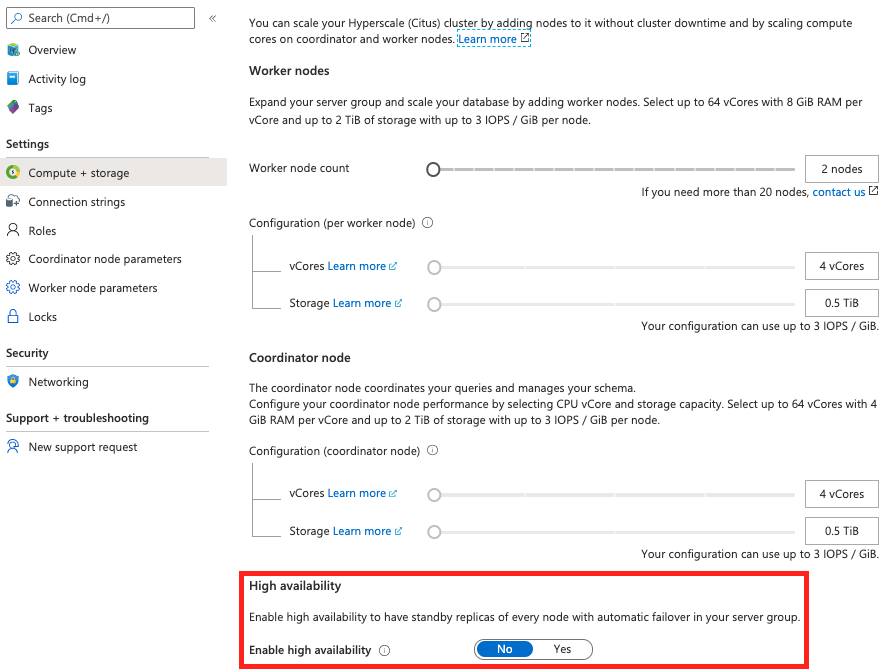 Search (Cmd+/)
«
Overview
Activity log
Tags
Settings
Compute + storage
Connection strings
Roles
Coordinator node parameters
Worker node parameters
Locks
Security
Networking
Support + troubleshooting
New support request
You can scale your Hyperscale (Citus) cluster by adding nodes to it without cluster downtime and by scaling compute
cores on coordinator and worker nodes. Learn more
Worker nodes
Expand your server group and scale your database by adding worker nodes. Select up to 64 vCores with 8 GiB RAM per
vCore and up to 2 TiB of storage with up to 3 IOPS / GiB per node.
Worker node count 2 nodes
If you need more than 20 nodes, contact us
Configuration (per worker node)
vCores Learn more 4 vCores
Storage Learn more 0.5 TiB
Your configuration can use up to 3 IOPS / GiB.
Coordinator node
The coordinator node coordinates your queries and manages your schema.
Configure your coordinator node performance by selecting CPU vCore and storage capacity. Select up to 64 vCores with 4
GiB RAM per vCore and up to 2 TiB of storage with up to 3 IOPS / GiB per node.
Configuration (coordinator node)
vCores Learn more 4 vCores
Storage Learn more 0.5 TiB
Your configuration can use up to 3 IOPS / GiB.
High availability
Enable high availability to have standby replicas of every node with automatic failover in your server group.
Enable high availability No Yes